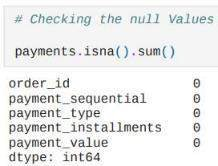 # Checking the null Values
payments.isna().sum()
order_id 0
payment_sequential 0
payment_type 0
payment_installments 0
payment_value 0
dtype: int64